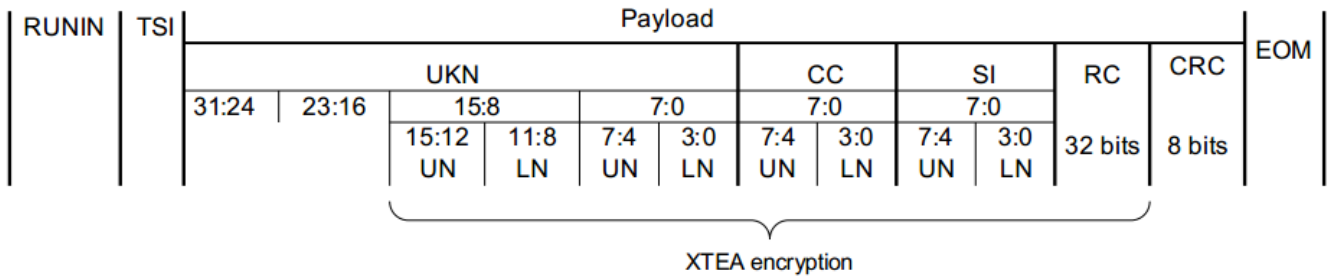 Payload
RUNIN TSI EOM
UKN CC SI RC CRC
31:24 23:16 15:8 7:0 7:0 7:0
15:12 11:8 7:4 3:0 7:4 3:0 7:4 3:0 32 bits 8 bits
UN LN UN LN UN LN UN LN
XTEA encryption